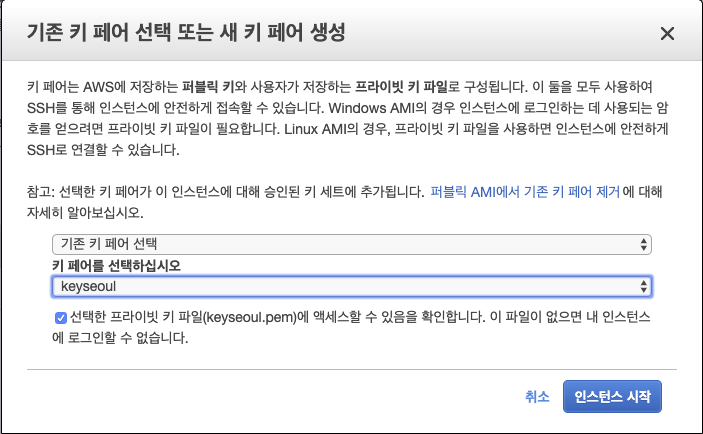 기존 키 페어 선택 또는 새 키 페어 생성
키 페어는 AWS에 저장하는 퍼블릭 키와 사용자가 저장하는 프라이빗 키 파일로 구성됩니다. 이 둘을 모두 사용하여
SSH를 통해 인스턴스에 안전하게 접속할 수 있습니다. Windows AMI의 경우 인스턴스에 로그인하는 데 사용되는 암
호를 얻으려면 프라이빗 키 파일이 필요합니다. Linux AMI의 경우, 프라이빗 키 파일을 사용하면 인스턴스에 안전하게
SSH로 연결할 수 있습니다.
참고: 선택한 키 페어가 이 인스턴스에 대해 승인된 키 세트에 추가됩니다. 퍼블릭 AMI에서 기존 키 페어 제거 에 대해
자세히 알아보십시오.
기존 키 페어 선택
키 페어를 선택하십시오
keyseoul
선택한 프라이빗 키 파일(keyseoul.pem)에 액세스할 수 있음을 확인합니다. 이 파일이 없으면 내 인스턴스
에 로그인할 수 없습니다.
취소 인스턴스 시작